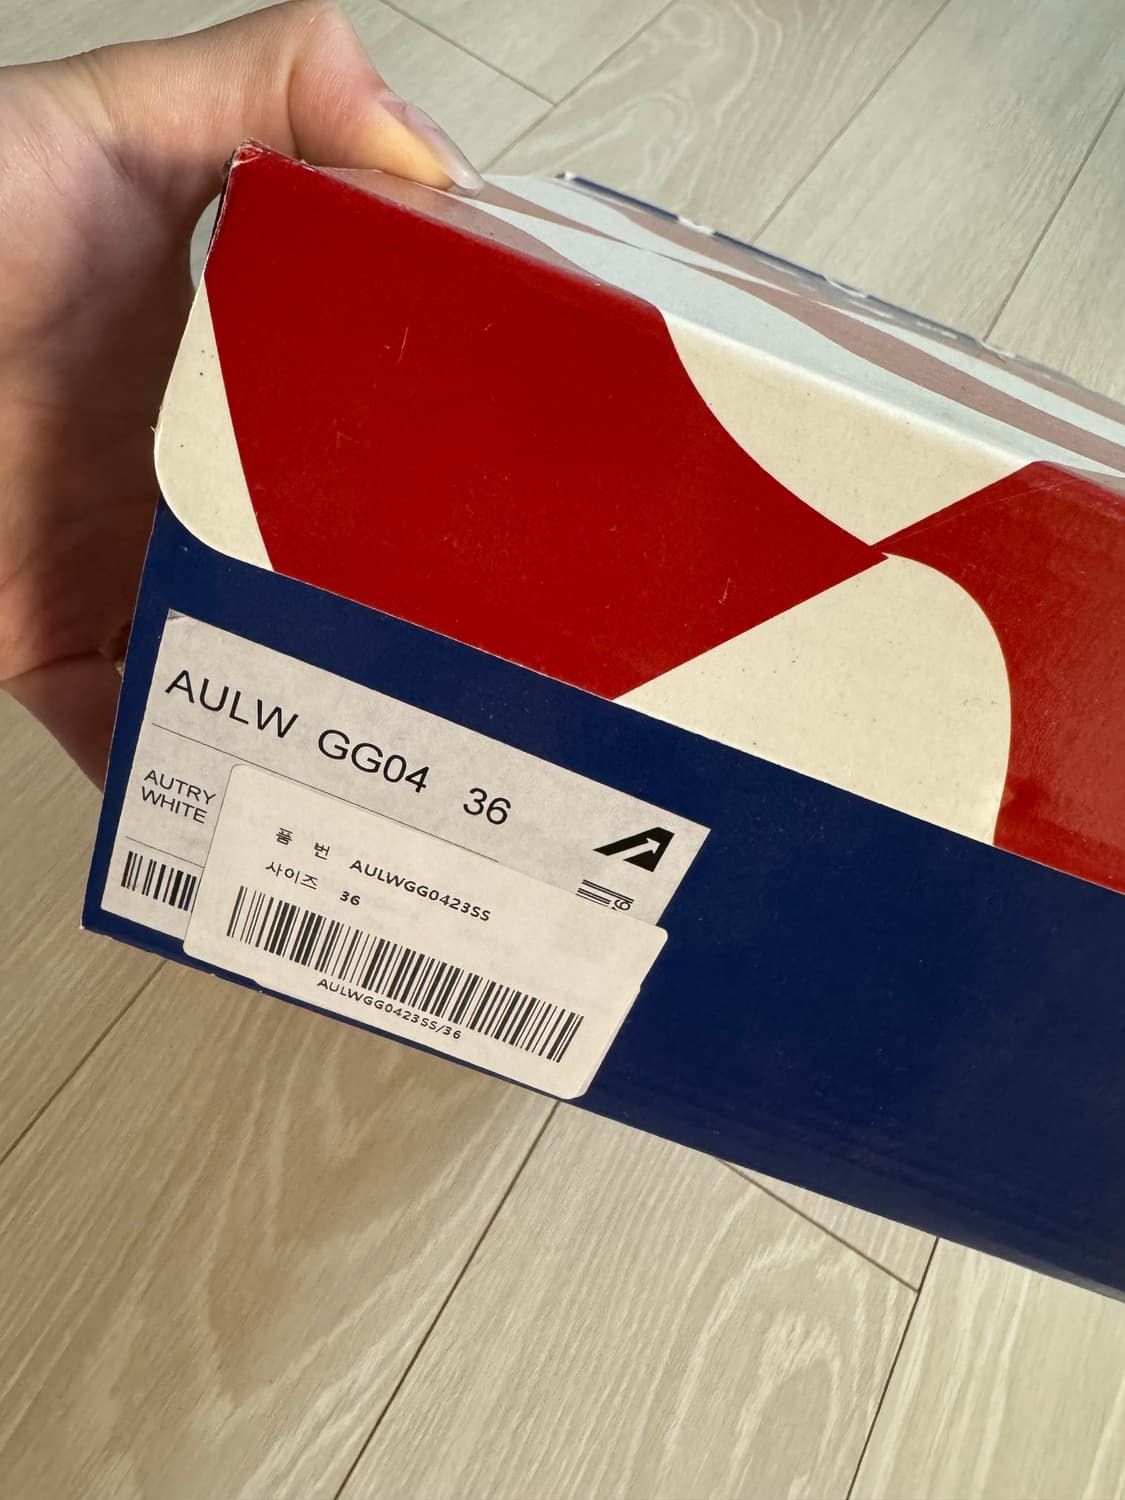 AULW GG04 36
AUTRY
WHITE
품 번 AULWGG0423SS
사이즈 36
AULWGG0423SS/36